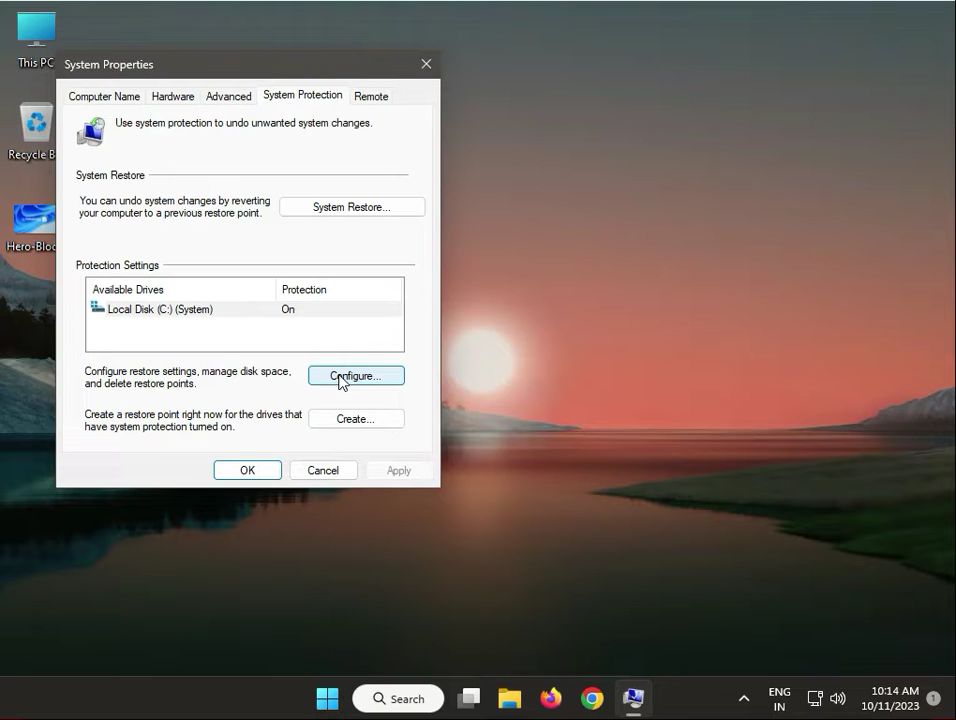 This PC
Recycle B
Hero-Bloo
System Properties
Computer Name
Hardware
Advanced
System Protection
Remote
Use system protection to undo unwanted system changes.
System Restore
You can undo system changes by reverting
your computer to a previous restore point.
System Restore...
Protection Settings
Available Drives
Protection
Local Disk (C:) (System)
On
Configure restore settings, manage disk space,
and delete restore points.
Configure...
Create a restore point right now for the drives that
have system protection turned on.
Create...
OK
Cancel
Apply
Search
ENG
IN
10:14 AM
10/11/2023
1